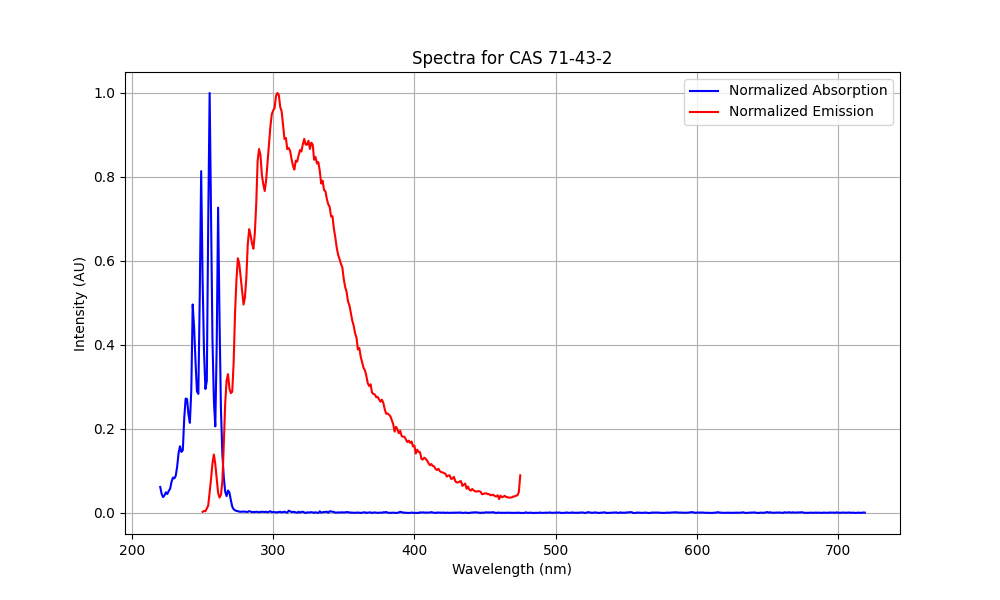 Spectra for CAS 71-43-2
Normalized Absorption
Normalized Emission
1.0
0.8
0.6
0.4
0.2
0.0
Intensity (AU)
200 300 400 500 600 700
Wavelength (nm)